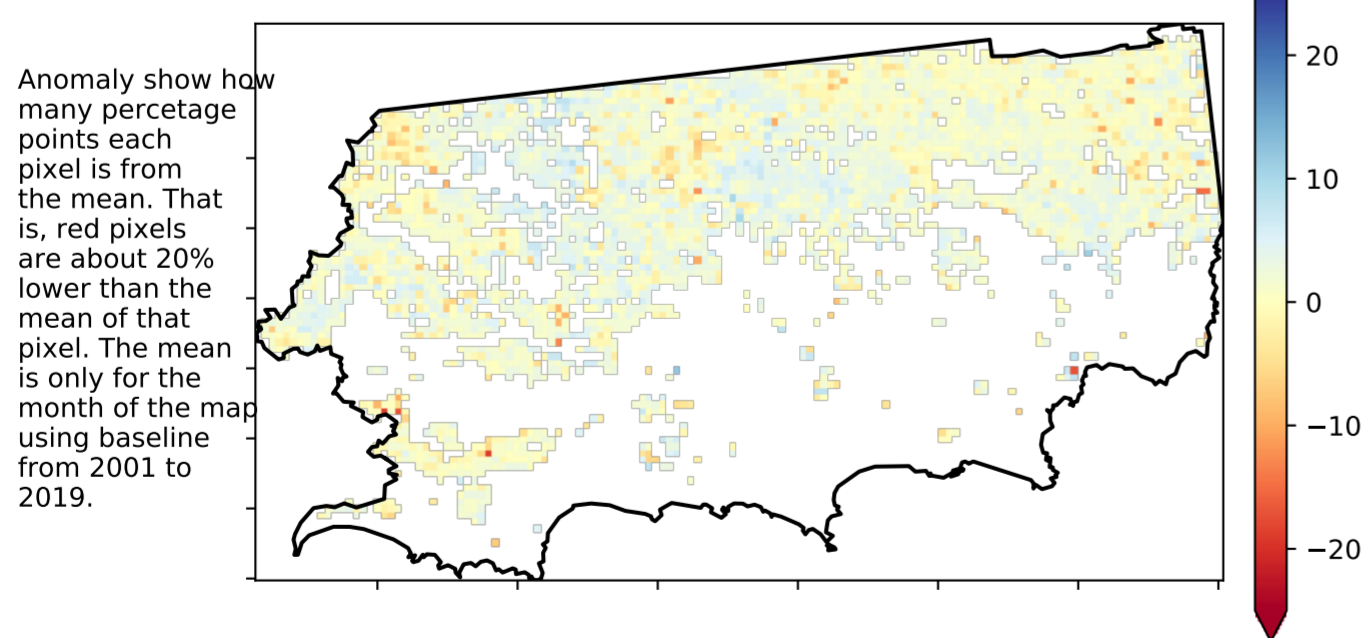 Anomaly show how
many percetage
points each
pixel is from
the mean. That
is, red pixels
are about 20%
lower than the
mean of that
pixel. The mean
is only for the
month of the map
using baseline
from 2001 to
2019.
20
10
0
−10
−20